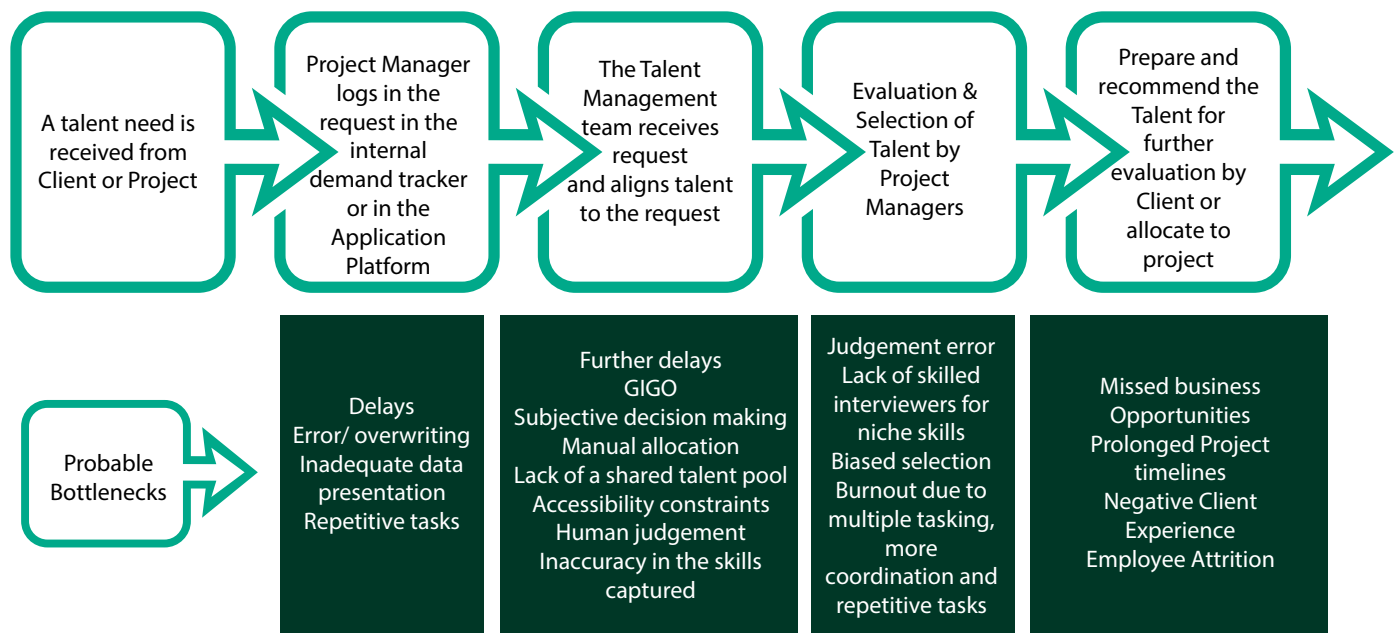 A talent need is
received from
Client or Project
Project Manager
logs in the
request in the
internal
demand tracker
or in the
Application
Platform
The Talent
Management
team receives
request
and aligns talent
to the request
Evaluation &
Selection of
Talent by
Project
Managers
Prepare and
recommend the
Talent for
further
evaluation by
Client or
allocate to
project
Probable
Bottlenecks
Delays
Error/ overwriting
Inadequate data
presentation
Repetitive tasks
Further delays
GIGO
Subjective decision making
Manual allocation
Lack of a shared talent pool
Accessibility constraints
Human judgement
Inaccuracy in the skills
captured
Judgement error
Lack of skilled
interviewers for
niche skills
Biased selection
Burnout due to
multiple tasking,
more
coordination and
repetitive tasks
Missed business
Opportunities
Prolonged Project
timelines
Negative Client
Experience
Employee Attrition